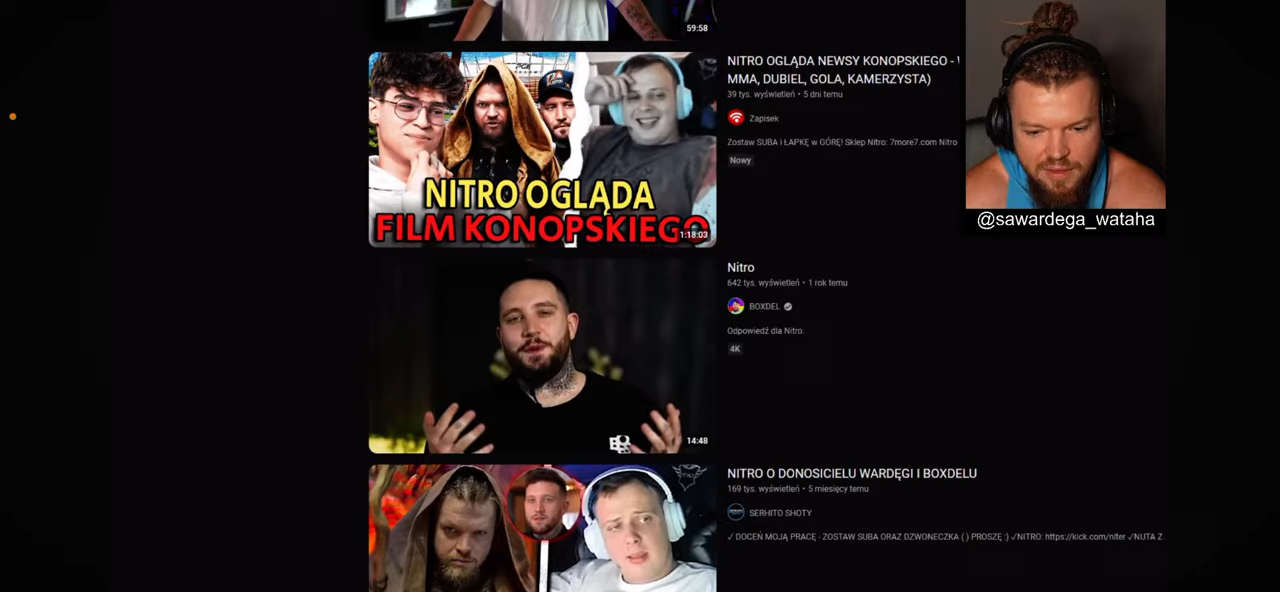 59:58
NITRO OGLĄDA NEWSY KONOPSKIEGO -
MMA, DUBIEL, GOLA, KAMERZYSTA)
39 tys. wyświetleń • 5 dni temu
Zapisek
Zostaw SUBA i ŁAPKĘ w GÓRĘ! Sklep Nitro: 7more7.com Nitro
Nowy
NITRO OGLĄDA
FILM KONOPSKIEGO
1:18:03
@sawardega_wataha
Nitro
642 tys. wyświetleń • 1 rok temu
BOXDEL
Odpowiedź dla Nitro.
4K
14:48
NITRO O DONOSICIELU WARDĘGI I BOXDELU
169 tys. wyświetleń • 5 miesięcy temu
SERHITO SHOTY
✓ DOCEŃ MOJĄ PRACĘ - ZOSTAW SUBA ORAZ DZWONECZKA ( ) PROSZĘ :) ✓NITRO: https://kick.com/niter ✓NUTA Z